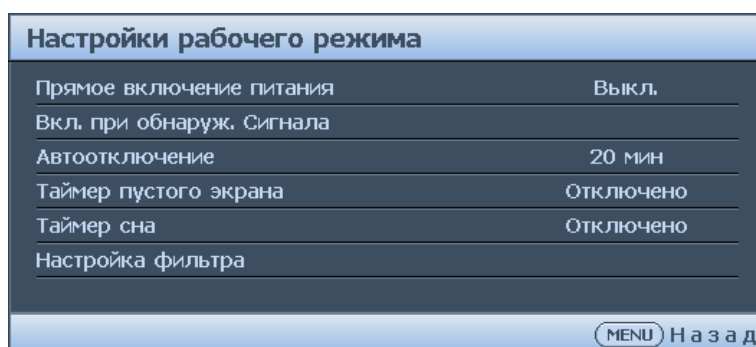 Настройки рабочего режима
Прямое включение питания Выкл.
Вкл. при обнаруж. Сигнала
Автоотключение 20 мин
Таймер пустого экрана Отключено
Таймер сна Отключено
Настройка фильтра
MENU Назад